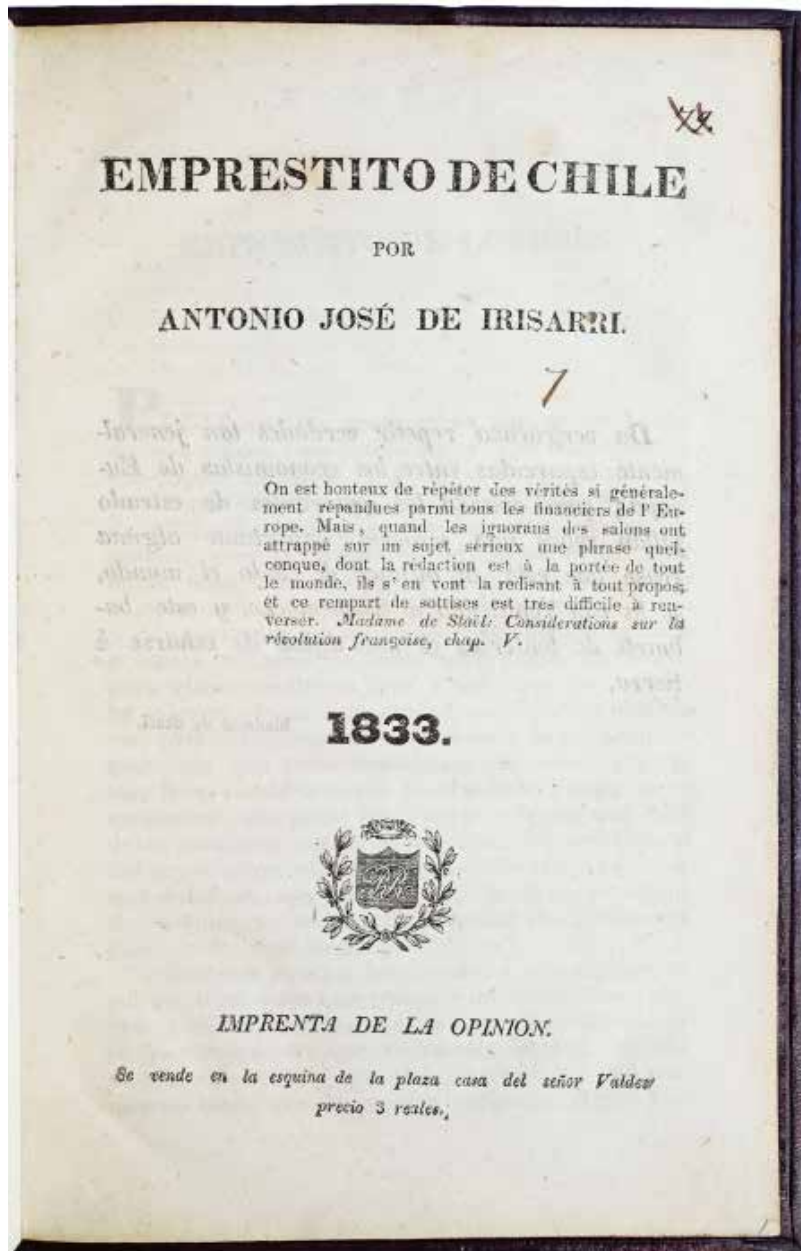 EMPRESTITO DE CHILE
POR
ANTONIO JOSÉ DE IRISARRI.
7
On est honteux de répéter des vérités si générale-
ment répandues parmi tous les financiers de l' Eu-
rope. Mais, quand les ignorans des salons ont
attrappé sur un sujet sérieux une phrase quel-
conque, dont la rédaction est à la portée de tout
le monde, ils s' en vont la redisant à tout propos;
et ce rempart de sottises est très difficile à ren-
verser. Madame de Staël: Considerations sur la
révolution françoise, chap. V.
1833.
IMPRENTA DE LA OPINION.
Se vende en la esquina de la plaza casa del señor Valdes
precio 3 reales.